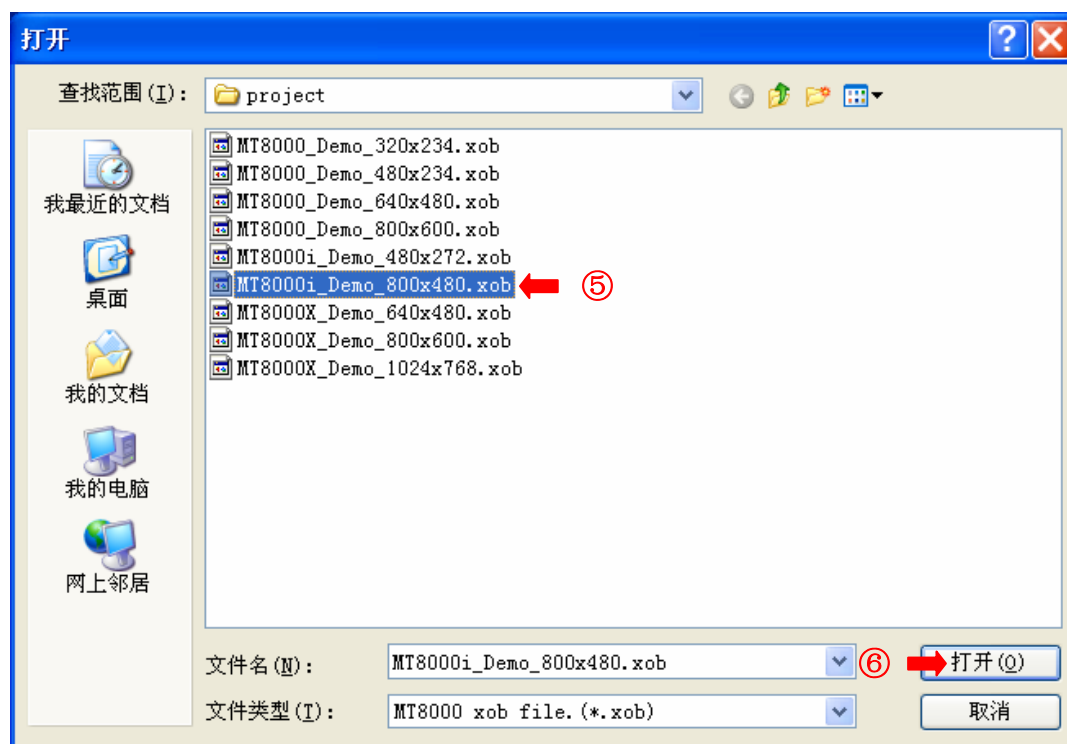 打开
查找范围(I): project
MT8000_Demo_320x234.xob
MT8000_Demo_480x234.xob
MT8000_Demo_640x480.xob
MT8000_Demo_800x600.xob
MT8000i_Demo_480x272.xob
MT8000i_Demo_800x480.xob ⑤
MT8000X_Demo_640x480.xob
MT8000X_Demo_800x600.xob
MT8000X_Demo_1024x768.xob
我最近的文档
桌面
我的文档
我的电脑
网上邻居
文件名(N): MT8000i_Demo_800x480.xob ⑥ 打开(O)
文件类型(T): MT8000 xob file.(*.xob) 取消